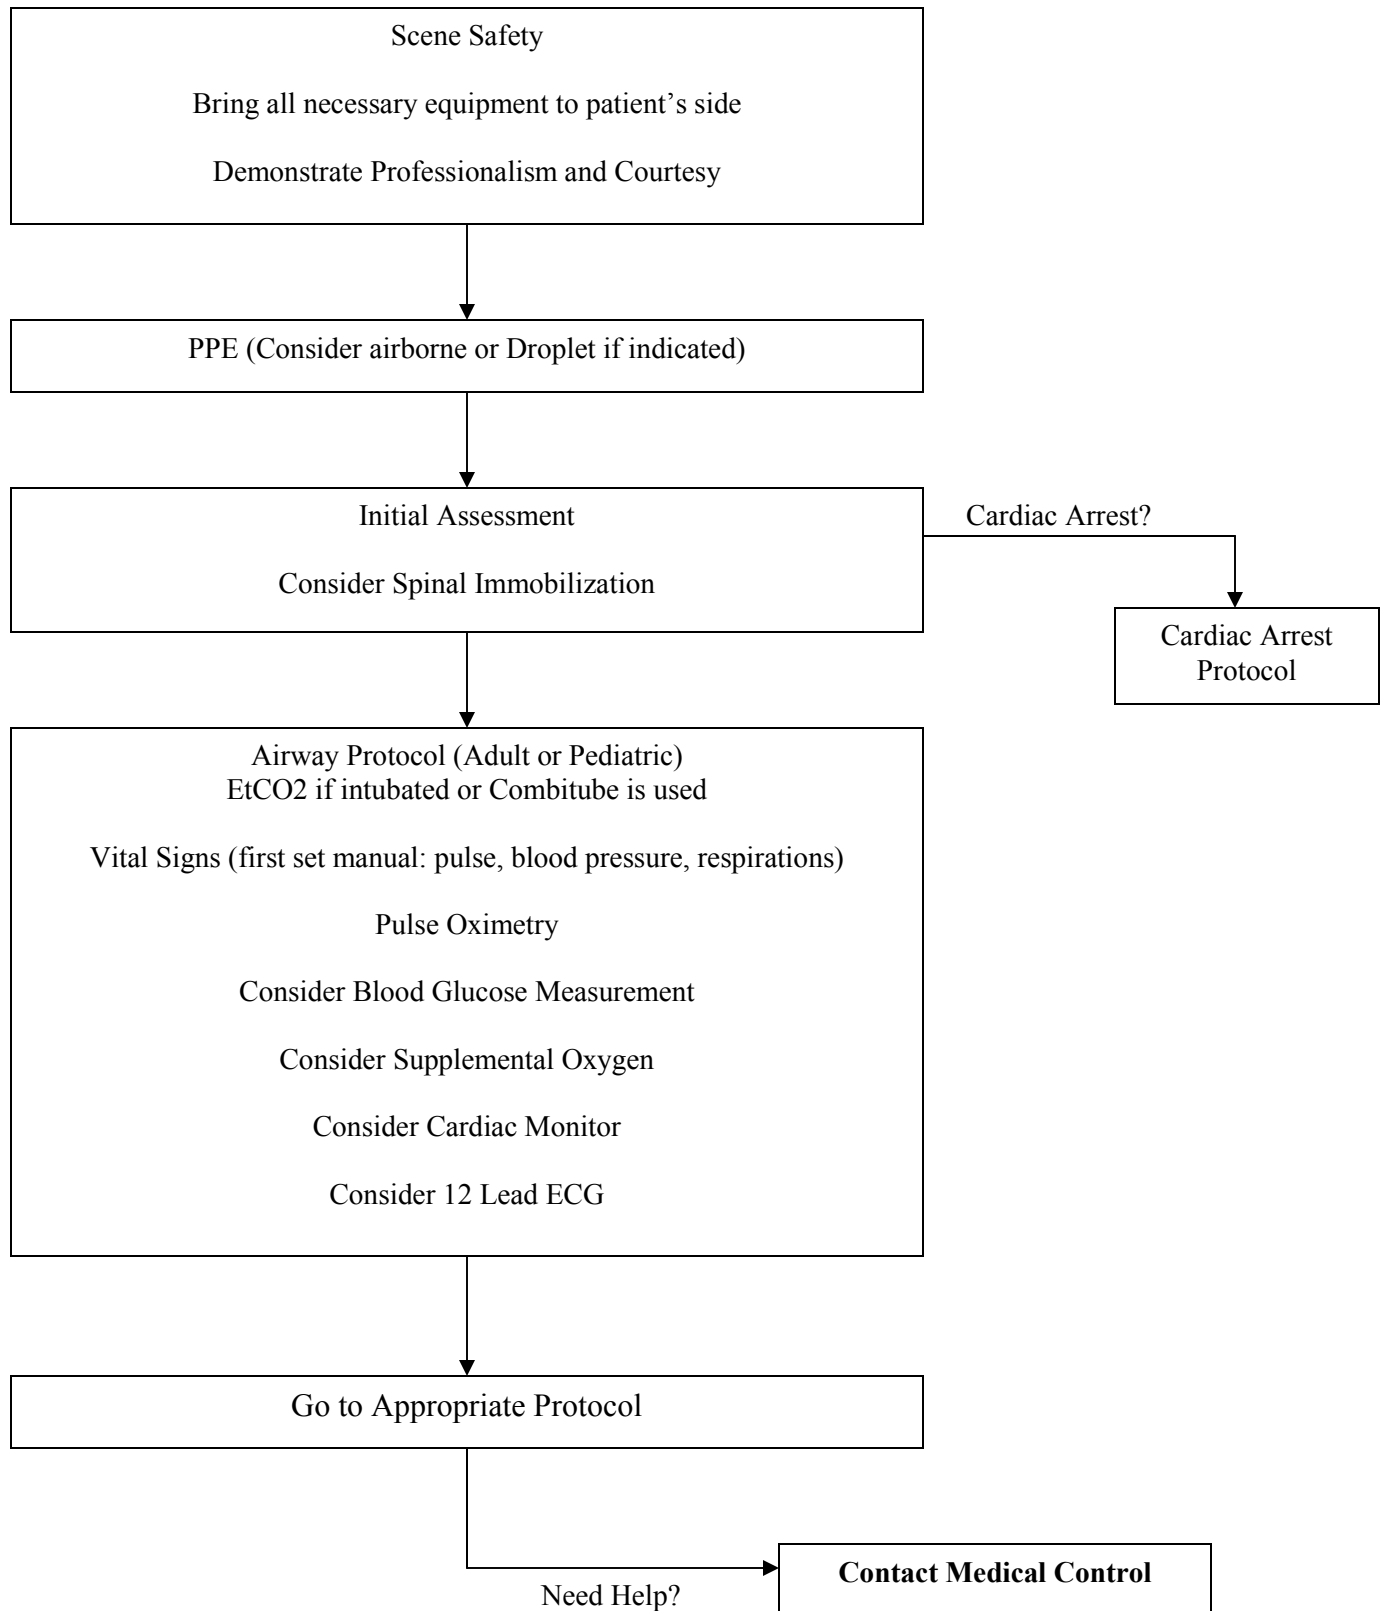 Scene Safety
Bring all necessary equipment to patient’s side
Demonstrate Professionalism and Courtesy
PPE (Consider airborne or Droplet if indicated)
Initial Assessment
Consider Spinal Immobilization
Cardiac Arrest?
Cardiac Arrest
Protocol
Airway Protocol (Adult or Pediatric)
EtCO2 if intubated or Combitube is used
Vital Signs (first set manual: pulse, blood pressure, respirations)
Pulse Oximetry
Consider Blood Glucose Measurement
Consider Supplemental Oxygen
Consider Cardiac Monitor
Consider 12 Lead ECG
Go to Appropriate Protocol
Need Help?
Contact Medical Control